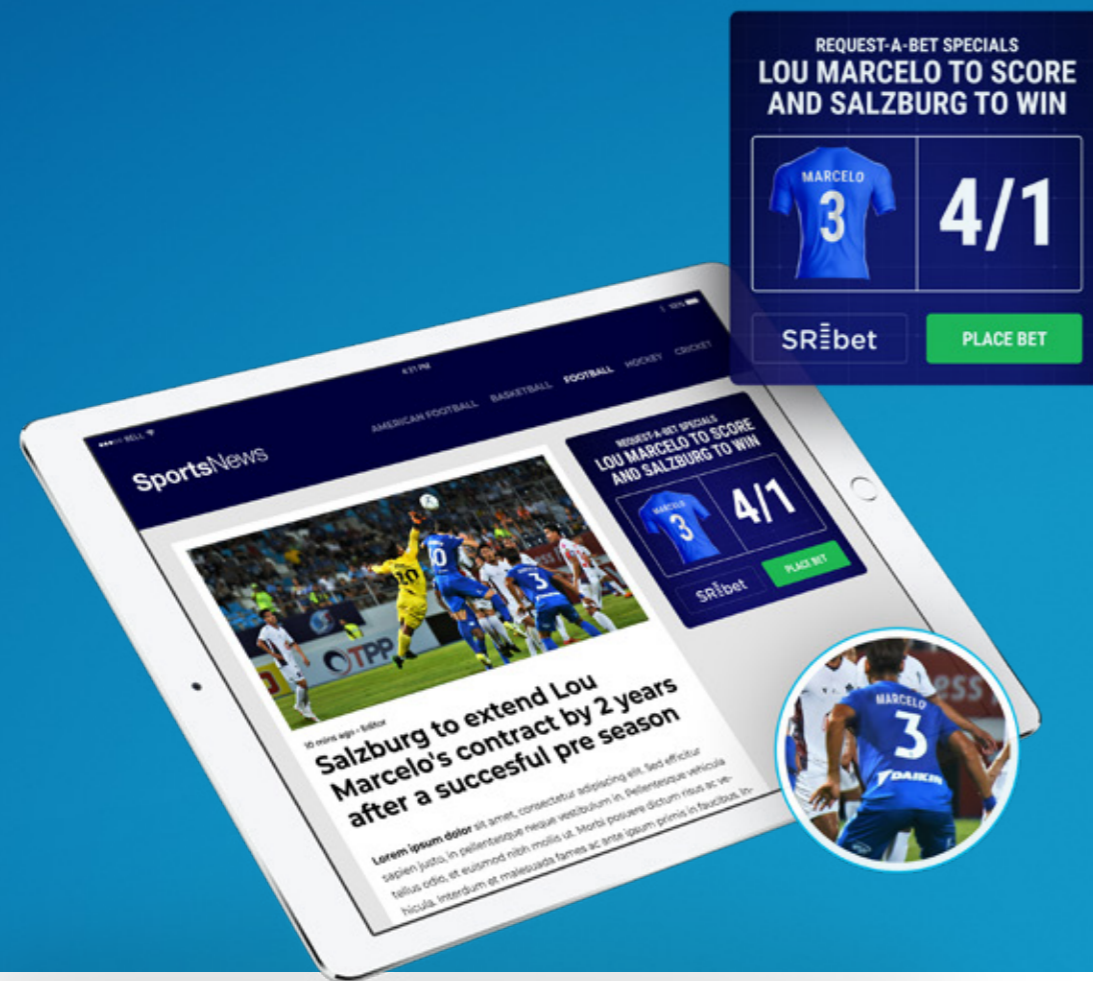 REQUEST-A-BET SPECIALS
LOU MARCELO TO SCORE
AND SALZBURG TO WIN
MARCELO
3
4/1
SRbet
PLACE BET
BELL
4:31 PM
SportsNews
AMERICAN FOOTBALL
BASKETBALL
FOOTBALL
HOCKEY
CRICKET
REQUEST-A-BET SPECIALS
LOU MARCELO TO SCORE
AND SALZBURG TO WIN
MARCELO
3
4/1
SRbet
PLACE BET
10
3
TPP
10 mins ago • Editor
Salzburg to extend Lou
Marcelo's contract by 2 years
after a succesful pre season
Lorem ipsum dolor sit amet, consectetur adipiscing elit. Sed efficitur
sapien justo, in pellentesque neque vestibulum in. Pellentesque vehicula
tellus odio, et euismod nibh mollis ut. Morbi posuere dictum risus ac ve-
hicula. Interdum et malesuada fames ac ante ipsum primis in faucibus. In-
MARCELO
3
DAIKIN
ess